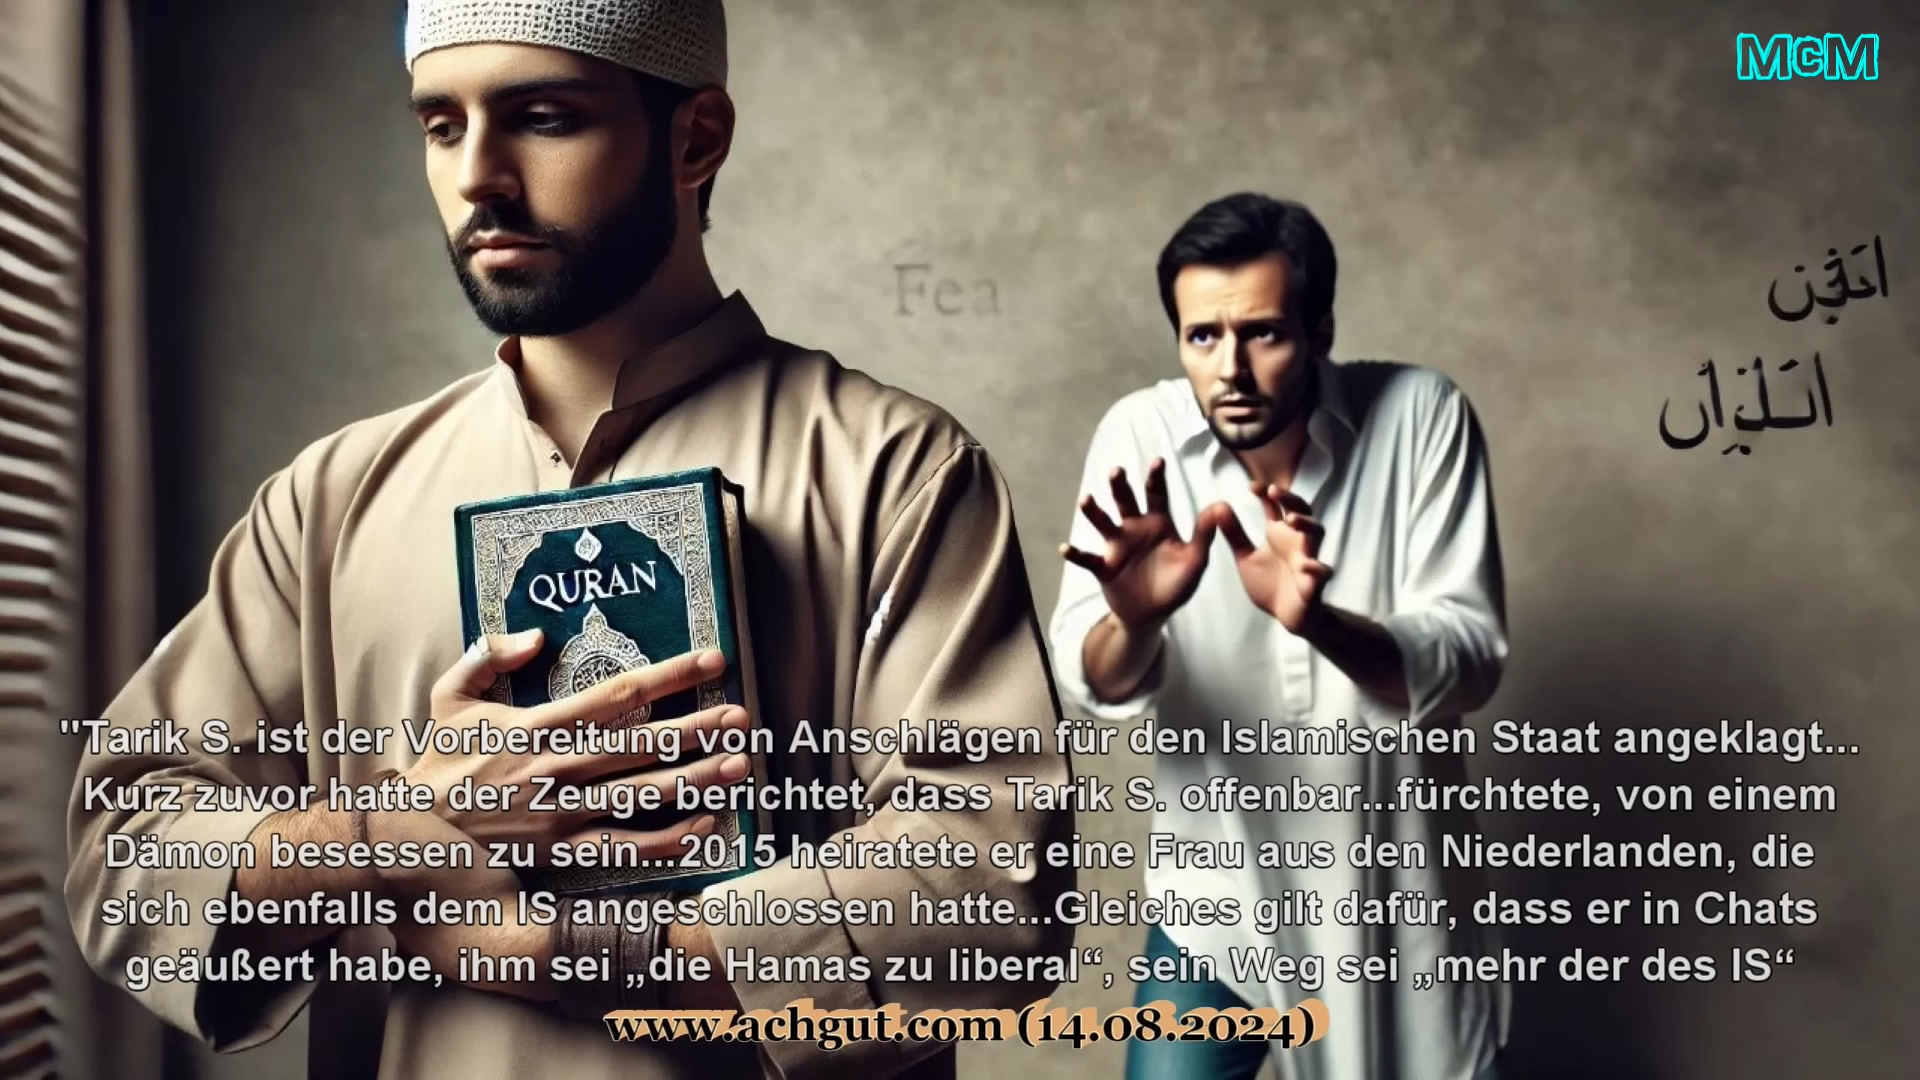 McM
Fea
QURAN
"Tarik S. ist der Vorbereitung von Anschlägen für den Islamischen Staat angeklagt...
Kurz zuvor hatte der Zeuge berichtet, dass Tarik S. offenbar...fürchtete, von einem
Dämon besessen zu sein...2015 heiratete er eine Frau aus den Niederlanden, die
sich ebenfalls dem IS angeschlossen hatte...Gleiches gilt dafür, dass er in Chats
geäußert habe, ihm sei „die Hamas zu liberal“, sein Weg sei „mehr der des IS“
www.achgut.com (14.08.2024)